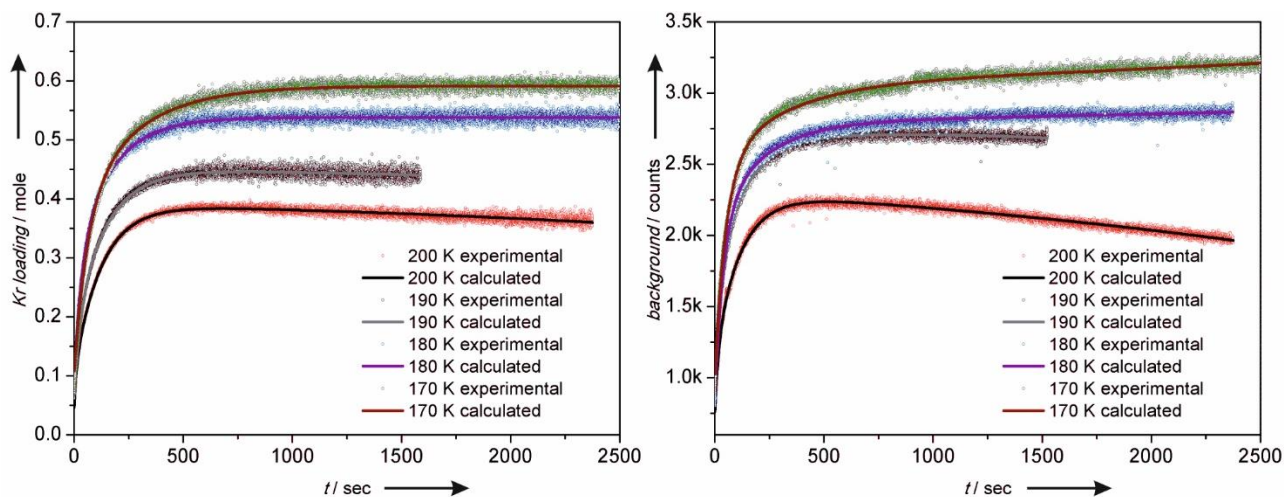 0.7
0.6
0.5
0.4
0.3
0.2
0.1
0.0
Kr loading / mole
0
500
1000
1500
2000
2500
t / sec
200 K experimental
200 K calculated
190 K experimental
190 K calculated
180 K experimental
180 K calculated
170 K experimental
170 K calculated
3.5k
3.0k
2.5k
2.0k
1.5k
1.0k
background / counts
0
500
1000
1500
2000
2500
t / sec
200 K experimental
200 K calculated
190 K experimental
190 K calculated
180 K experimental
180 K calculated
170 K experimental
170 K calculated